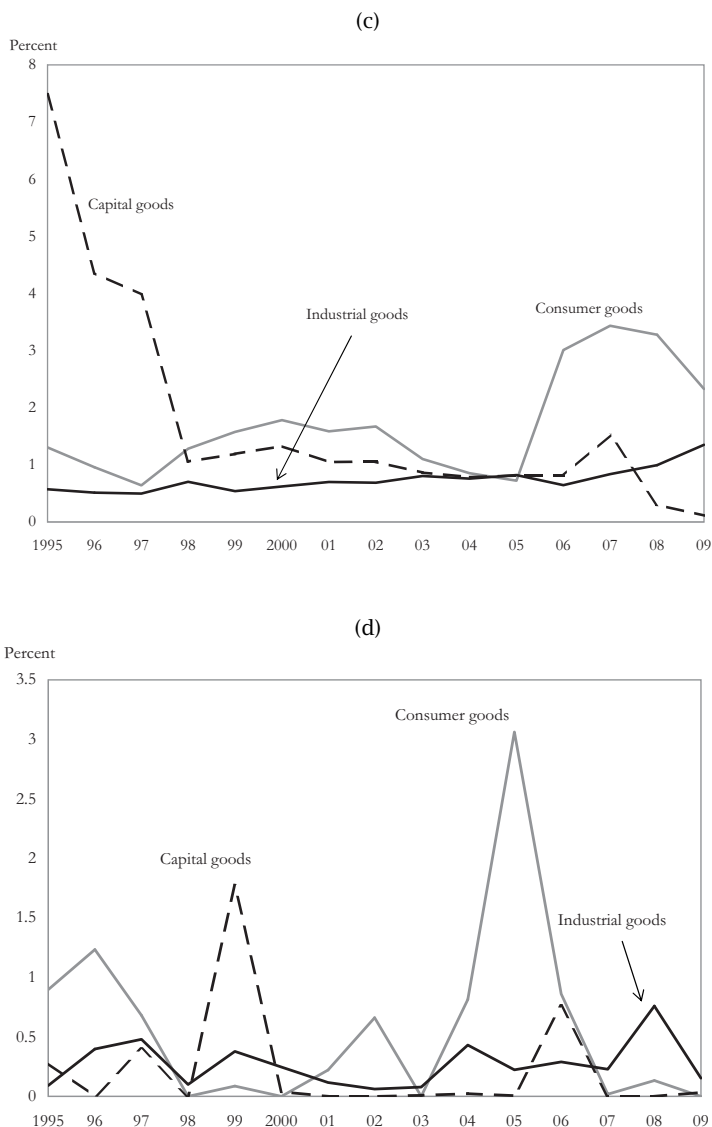 (c)
Percent
8
7
6
Capital goods
5
4
Industrial goods
Consumer goods
3
2
1
0
1995 96 97 98 99 2000 01 02 03 04 05 06 07 08 09
(d)
Percent
3.5
Consumer goods
3
2.5
Capital goods
2
1.5
Industrial goods
1
0.5
0
1995 96 97 98 99 2000 01 02 03 04 05 06 07 08 09